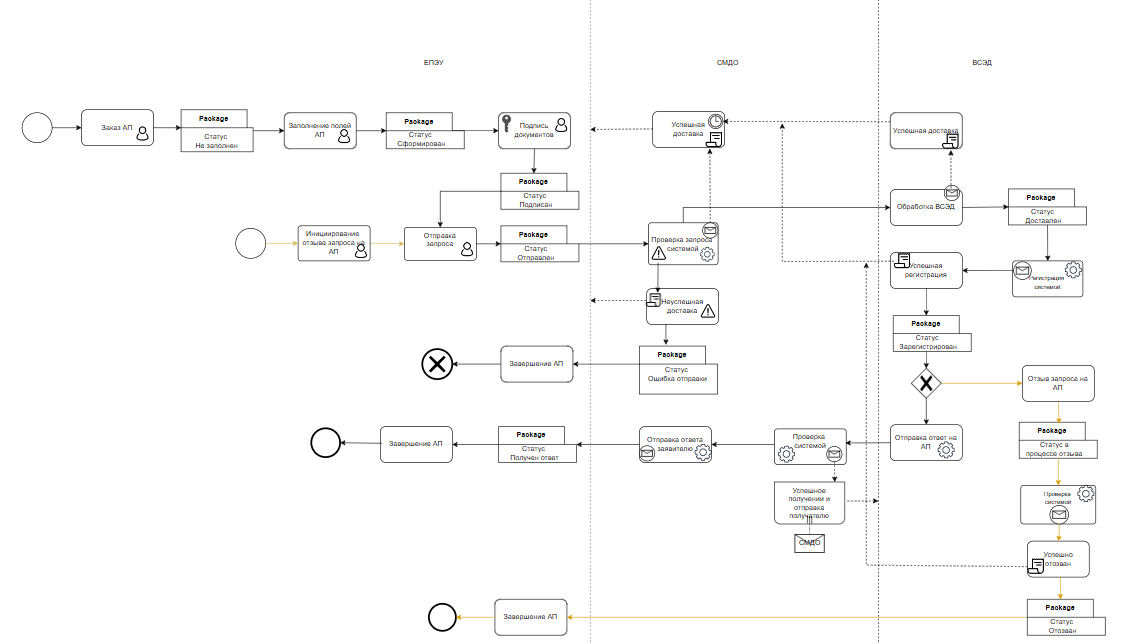 ЕПЭУ
СМДО
ВСЭД
Заказ АП
Package
Статус
Не заполнен
Заполнение полей
АП
Package
Статус
Сформирован
Подпись
документов
Успешная
доставка
Успешная доставка
Package
Статус
Подписан
Обработка ВСЭД
Package
Статус
Доставлен
Инициирование
отзыва запроса на
АП
Отправка
запроса
Package
Статус
Отправлен
Проверка запроса
системой
Успешная
регистрация
Регистрация
системой
Неуспешная
доставка
Package
Статус
Зарегистрирован
Завершение АП
Package
Статус
Ошибка отправки
Отзыв запроса на
АП
Завершение АП
Package
Статус
Получен ответ
Отправка ответа
заявителю
Проверка
системой
Отправка ответ на
АП
Package
Статус в
процессе отзыва
Успешное
получении и
отправка
получателю
СМДО
Проверка
системой
Успешно
отозван
Завершение АП
Package
Статус
Отозван